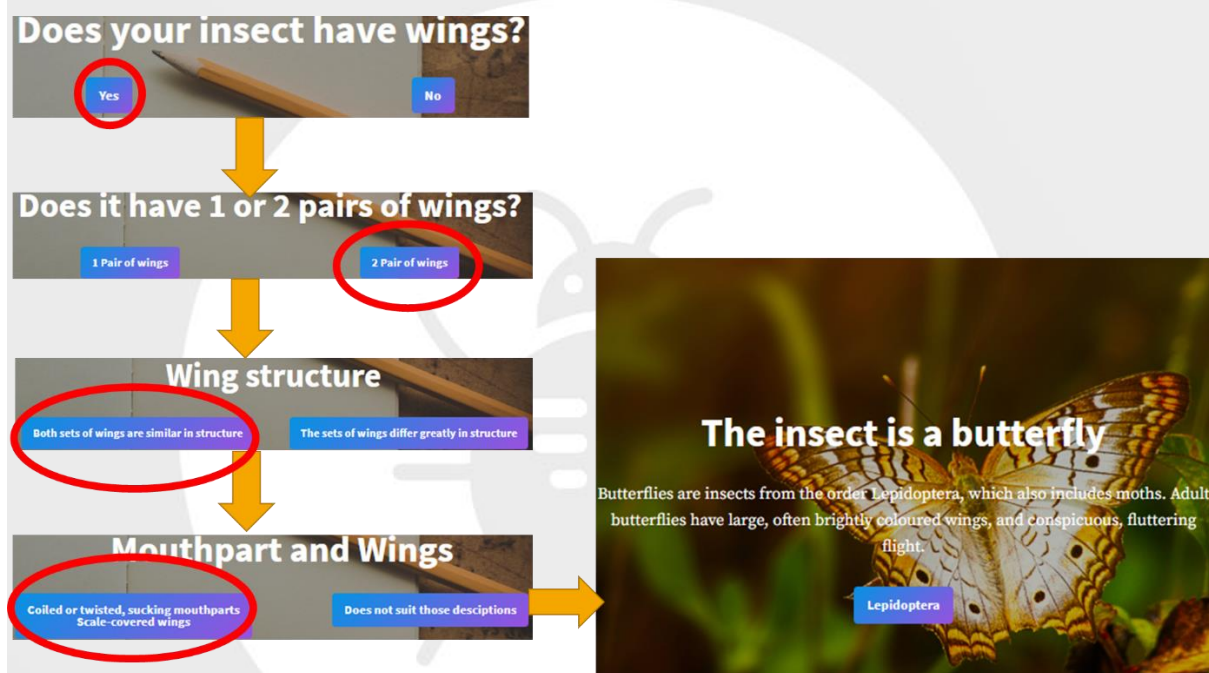 Does your insect have wings?
Yes
No
Does it have 1 or 2 pairs of wings?
1 Pair of wings
2 Pair of wings
Wing structure
Both sets of wings are similar in structure
The sets of wings differ greatly in structure
Mouthpart and Wings
Coiled or twisted, sucking mouthparts
Scale-covered wings
Does not suit those desciptions
The insect is a butterfly
Butterflies are insects from the order Lepidoptera, which also includes moths. Adult
butterflies have large, often brightly coloured wings, and conspicuous, fluttering
flight.
Lepidoptera